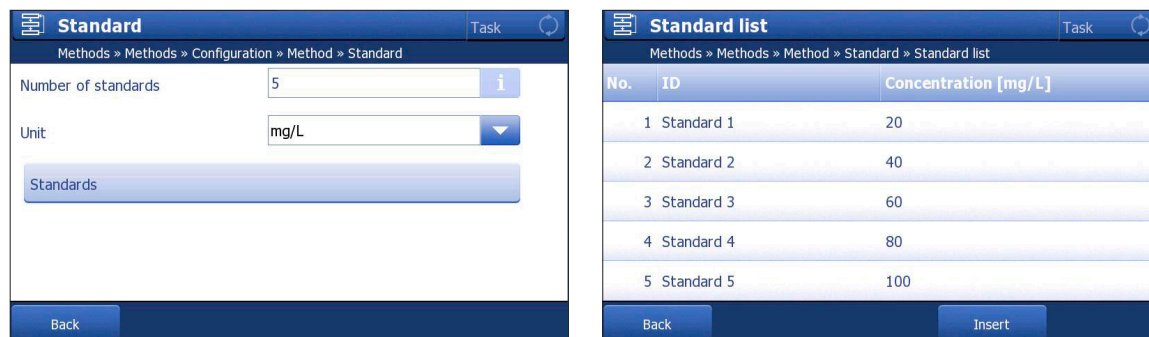 Standard
Task
Methods » Methods » Configuration » Method » Standard
Number of standards
5
i
Unit
mg/L
Standards
Back
Standard list
Task
Methods » Methods » Method » Standard » Standard list
No. ID Concentration [mg/L]
1 Standard 1 20
2 Standard 2 40
3 Standard 3 60
4 Standard 4 80
5 Standard 5 100
Back
Insert